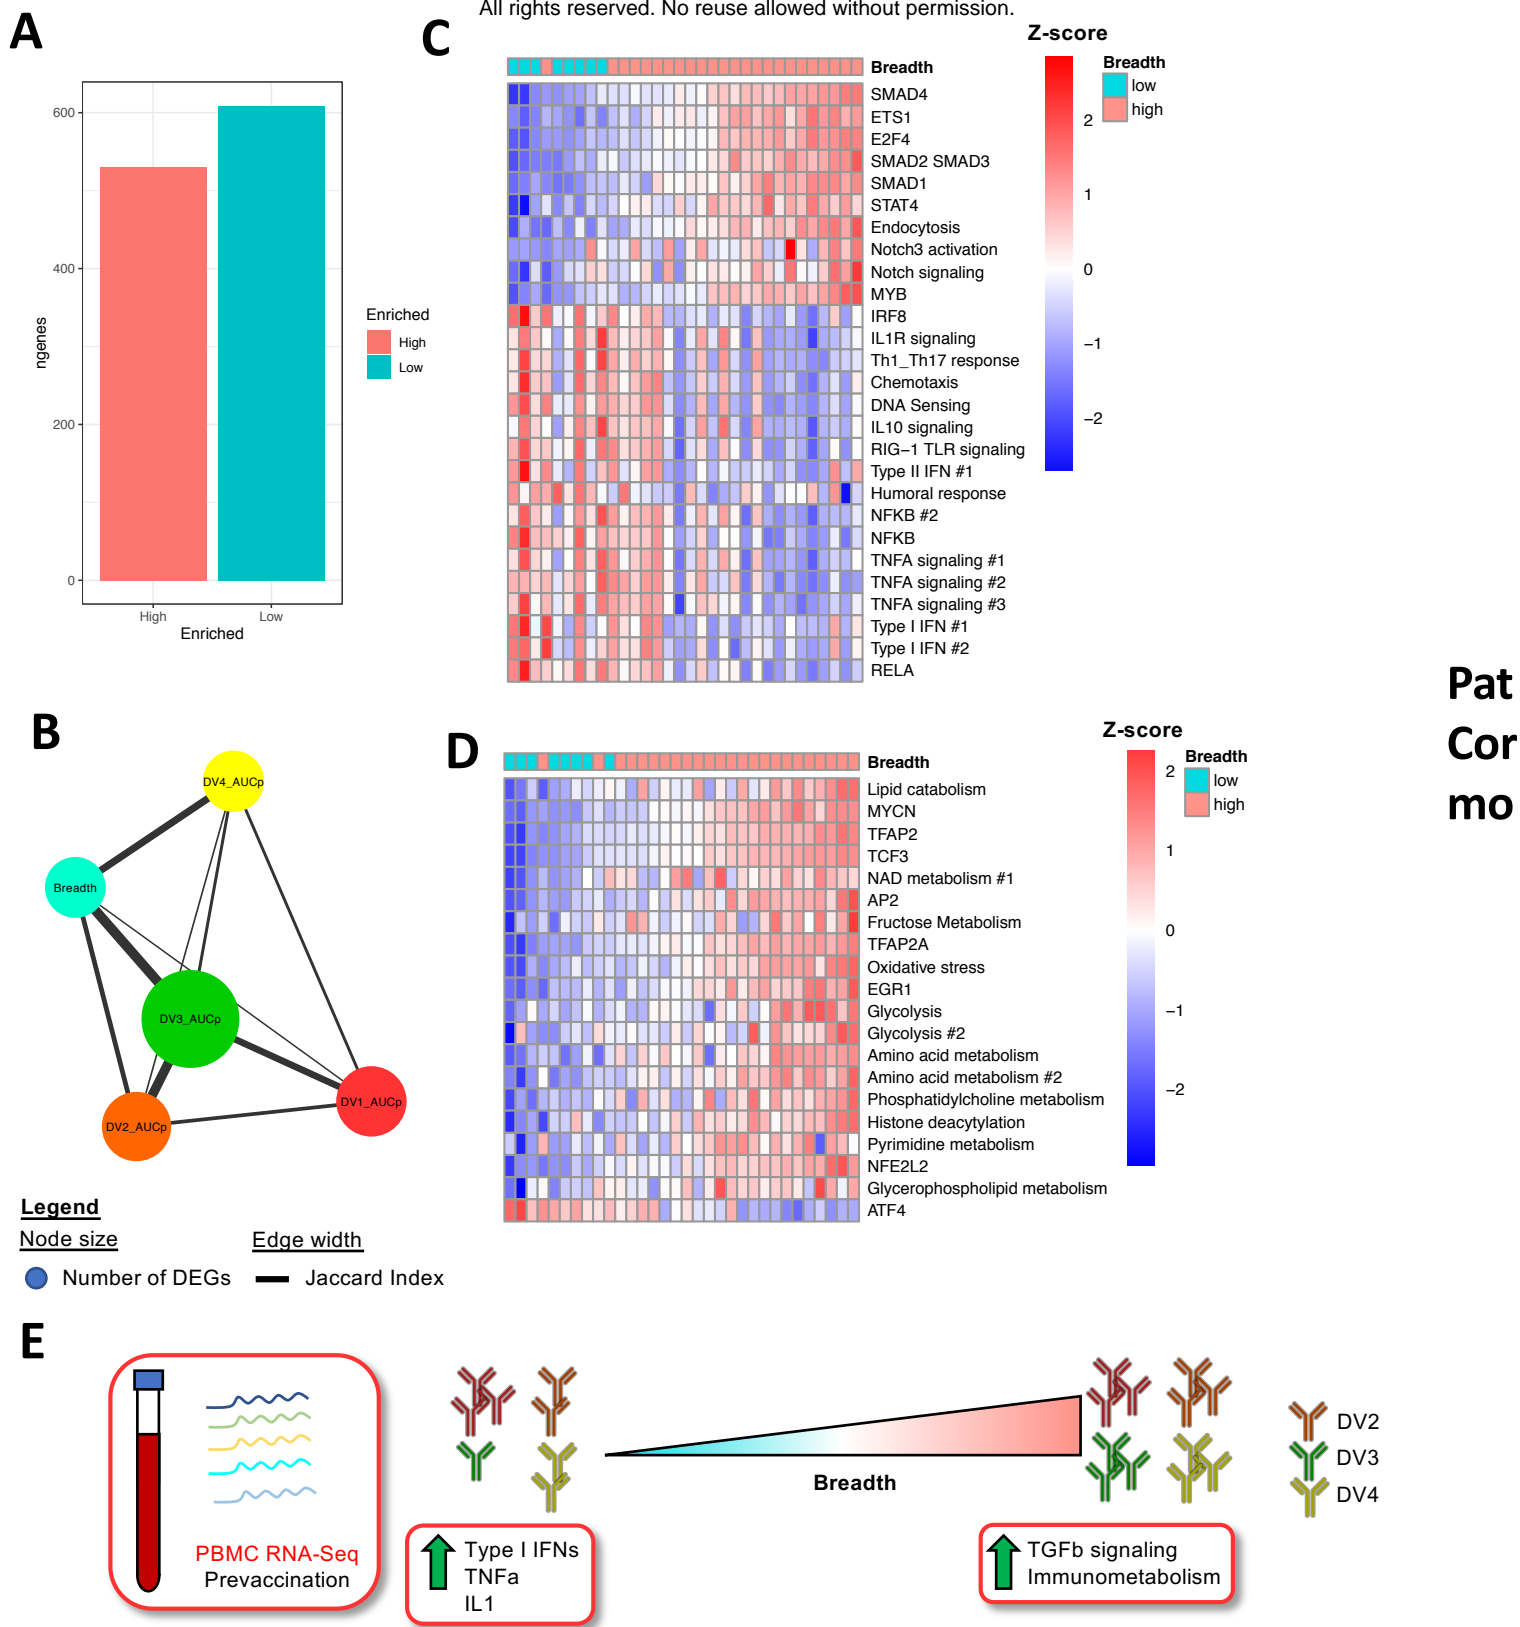 All rights reserved. No reuse allowed without permission.
A
600
400
200
0
ngenes
High
Low
Enriched
Enriched
High
Low
C
Z-score
2
1
0
−1
−2
Breadth
low
high
Breadth
SMAD4
ETS1
E2F4
SMAD2 SMAD3
SMAD1
STAT4
Endocytosis
Notch3 activation
Notch signaling
MYB
IRF8
IL1R signaling
Th1_Th17 response
Chemotaxis
DNA Sensing
IL10 signaling
RIG−1 TLR signaling
Type II IFN #1
Humoral response
NFKB #2
NFKB
TNFA signaling #1
TNFA signaling #2
TNFA signaling #3
Type I IFN #1
Type I IFN #2
RELA
Pat
Cor
mo
B
DV4_AUCp
Breadth
DV3_AUCp
DV2_AUCp
DV1_AUCp
Legend
Node size
Edge width
Number of DEGs
Jaccard Index
D
Z-score
2
1
0
−1
−2
Breadth
low
high
Breadth
Lipid catabolism
MYCN
TFAP2
TCF3
NAD metabolism #1
AP2
Fructose Metabolism
TFAP2A
Oxidative stress
EGR1
Glycolysis
Glycolysis #2
Amino acid metabolism
Amino acid metabolism #2
Phosphatidylcholine metabolism
Histone deacytylation
Pyrimidine metabolism
NFE2L2
Glycerophospholipid metabolism
ATF4
E
PBMC RNA-Seq
Prevaccination
Type I IFNs
TNFa
IL1
Breadth
TGFb signaling
Immunometabolism
DV2
DV3
DV4